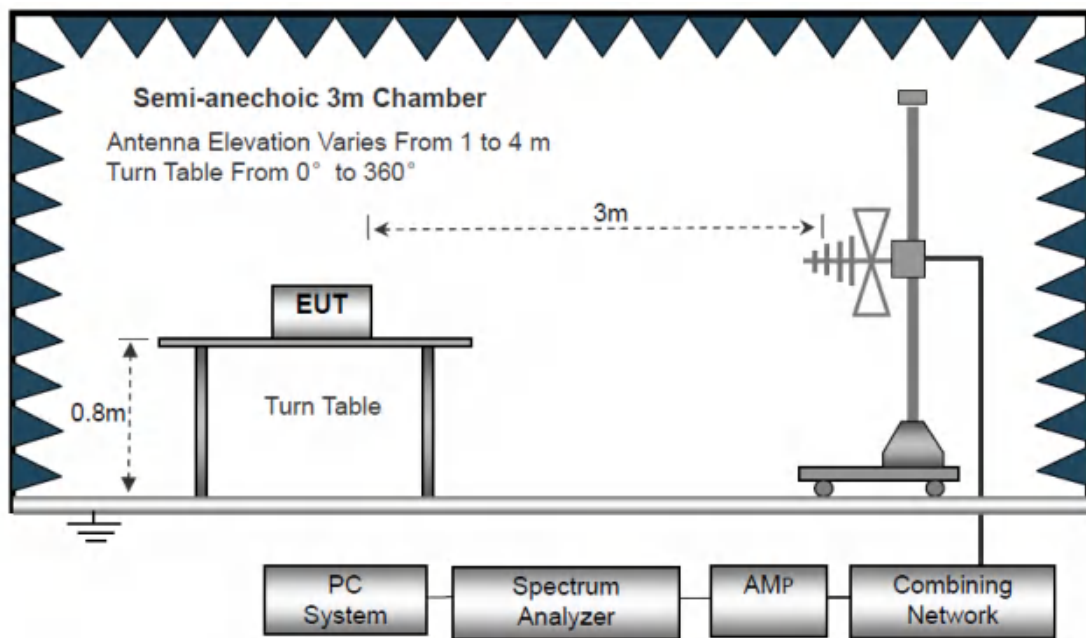 Semi-anechoic 3m Chamber
Antenna Elevation Varies From 1 to 4 m
Turn Table From 0° to 360°
3m
EUT
0.8m
Turn Table
PC
System
Spectrum
Analyzer
AMP
Combining
Network